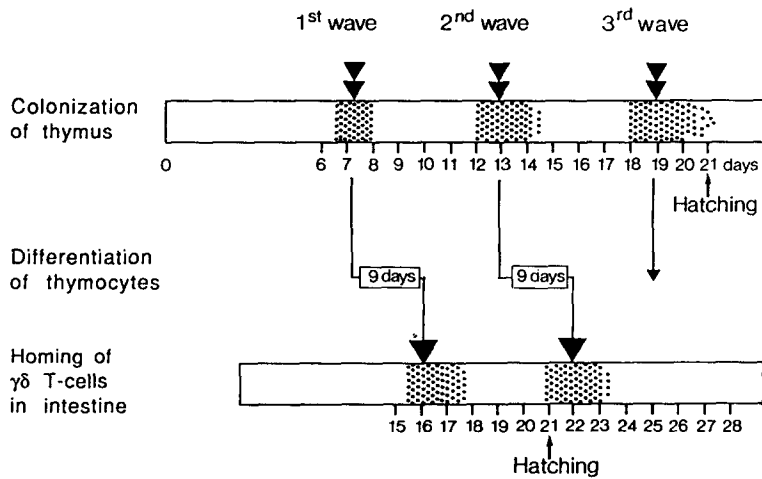 1st wave 2nd wave 3rd wave
Colonization
of thymus
0 6 7 8 9 10 11 12 13 14 15 16 17 18 19 20 21 days
Hatching
Differentiation
of thymocytes
9 days 9 days
Homing of
γδ T-cells
in intestine
15 16 17 18 19 20 21 22 23 24 25 26 27 28
Hatching